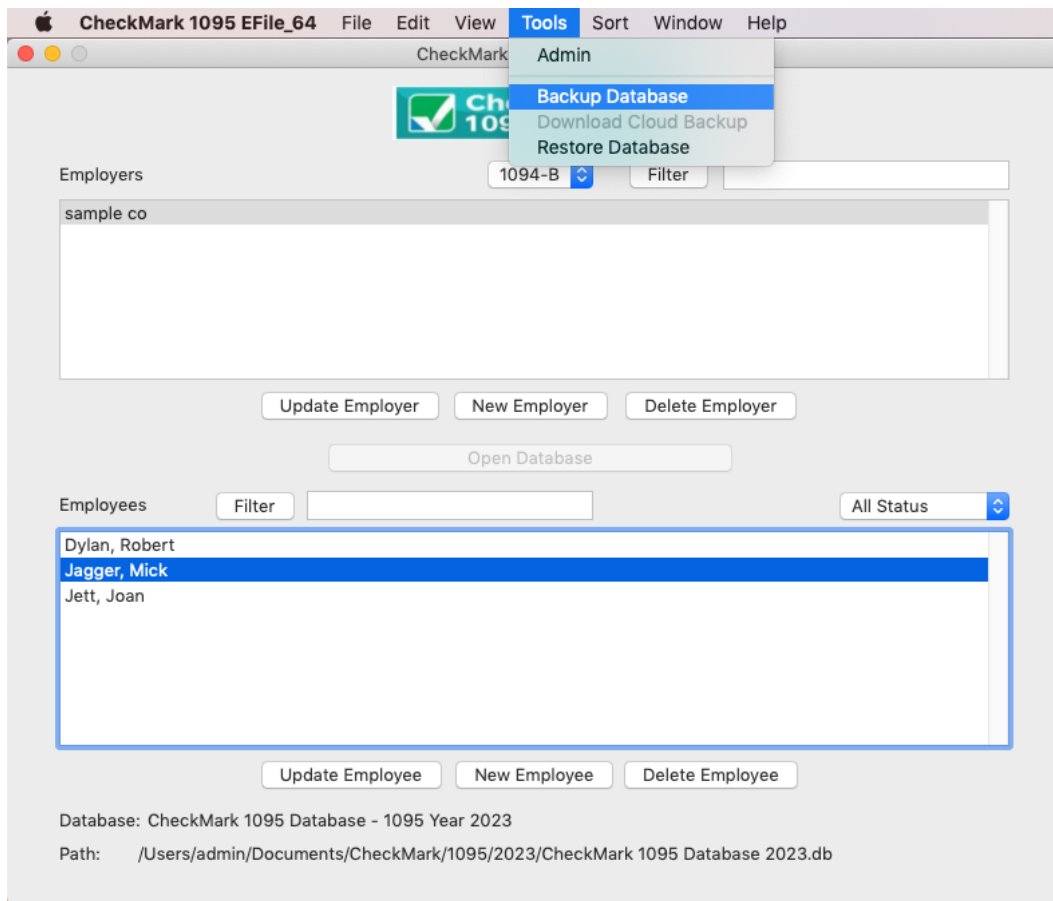 CheckMark 1095 EFile_64 File Edit View Tools Sort Window Help
CheckMark
Admin
Backup Database
Download Cloud Backup
Restore Database
Employers 1094-B Filter
sample co
Update Employer New Employer Delete Employer
Open Database
Employees Filter All Status
Dylan, Robert
Jagger, Mick
Jett, Joan
Update Employee New Employee Delete Employee
Database: CheckMark 1095 Database - 1095 Year 2023
Path: /Users/admin/Documents/CheckMark/1095/2023/CheckMark 1095 Database 2023.db